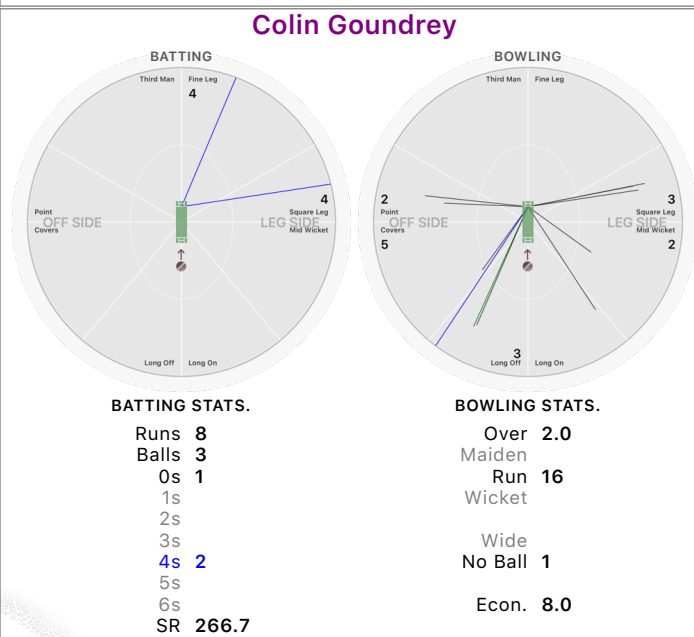 Colin Goundrey
BATTING
Third Man Fine Leg
4
4
Point Square Leg
OFF SIDE LEG SIDE
Covers Mid Wicket
Long Off Long On
BOWLING
2 3
Point Square Leg
OFF SIDE LEG SIDE
Covers Mid Wicket
5 2
3
Long Off Long On
BATTING STATS.
Runs 8
Balls 3
0s 1
1s
2s
3s
4s 2
5s
6s
SR 266.7
BOWLING STATS.
Over 2.0
Maiden
Run 16
Wicket
Wide
No Ball 1
Econ. 8.0